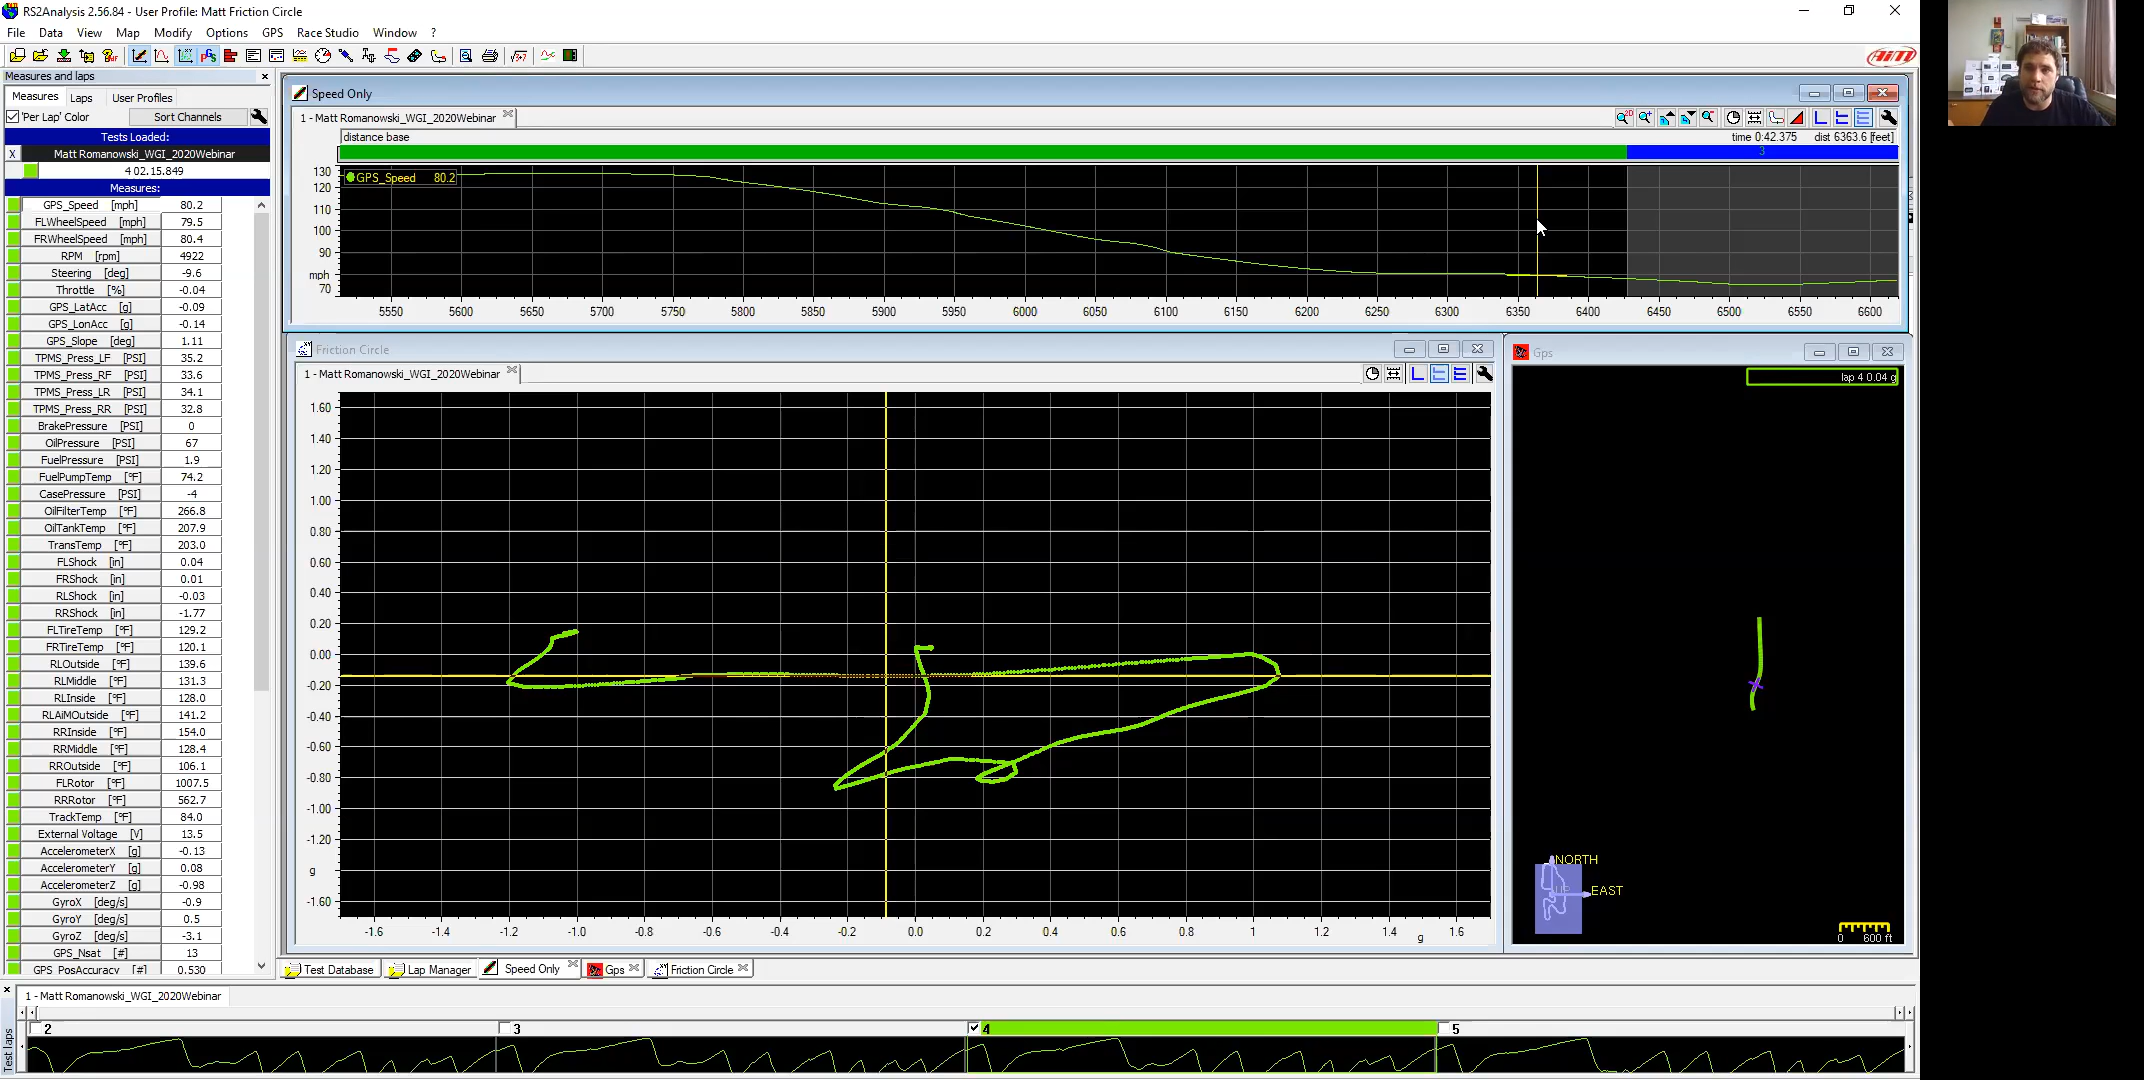 RS2Analysis 2.56.84 - User Profile: Matt Friction Circle
File Data View Map Modify Options GPS Race Studio Window ?
AiM
Measures and laps
Measures Laps User Profiles
'Per Lap' Color Sort Channels
Tests Loaded:
X Matt Romanowski_WGI_2020Webinar
4 02.15.849
Measures:
GPS_Speed [mph] 80.2
FLWheelSpeed [mph] 79.5
FRWheelSpeed [mph] 80.4
RPM [rpm] 4922
Steering [deg] -9.6
Throttle [%] -0.04
GPS_LatAcc [g] -0.09
GPS_LonAcc [g] -0.14
GPS_Slope [deg] 1.11
TPMS_Press_LF [PSI] 35.2
TPMS_Press_RF [PSI] 33.6
TPMS_Press_LR [PSI] 34.1
TPMS_Press_RR [PSI] 32.8
BrakePressure [PSI] 0
OilPressure [PSI] 67
FuelPressure [PSI] 1.9
FuelPumpTemp [°F] 74.2
CasePressure [PSI] -4
OilFilterTemp [°F] 266.8
OilTankTemp [°F] 207.9
TransTemp [°F] 203.0
FLShock [in] 0.04
FRShock [in] 0.01
RLShock [in] -0.03
RRShock [in] -1.77
FLTireTemp [°F] 129.2
FRTireTemp [°F] 120.1
RLOutside [°F] 139.6
RLMiddle [°F] 131.3
RLInside [°F] 128.0
RLAiMOutside [°F] 141.2
RRInside [°F] 154.0
RRMiddle [°F] 128.4
RROutside [°F] 106.1
FLRotor [°F] 1007.5
RRRotor [°F] 562.7
TrackTemp [°F] 84.0
External Voltage [V] 13.5
AccelerometerX [g] -0.13
AccelerometerY [g] 0.08
AccelerometerZ [g] -0.98
GyroX [deg/s] -0.9
GyroY [deg/s] 0.5
GyroZ [deg/s] -3.1
GPS_Nsat [#] 13
GPS_PosAccuracy [#] 0.530
Speed Only
1 - Matt Romanowski_WGI_2020Webinar
distance base time 0:42.375 dist 6363.6 [feet]
3
GPS_Speed 80.2
130
120
110
100
90
mph
70
5550 5600 5650 5700 5750 5800 5850 5900 5950 6000 6050 6100 6150 6200 6250 6300 6350 6400 6450 6500 6550 6600
Friction Circle
1 - Matt Romanowski_WGI_2020Webinar
1.60
1.40
1.20
1.00
0.80
0.60
0.40
0.20
0.00
-0.20
-0.40
-0.60
-0.80
-1.00
-1.20
g
-1.60
-1.6 -1.4 -1.2 -1.0 -0.8 -0.6 -0.4 -0.2 0.0 0.2 0.4 0.6 0.8 1 1.2 1.4 g 1.6
Gps
lap 4 0.04 g
NORTH
EAST
0 600 ft
Test Database Lap Manager Speed Only Gps Friction Circle
1 - Matt Romanowski_WGI_2020Webinar
Test laps
2 3 4 5